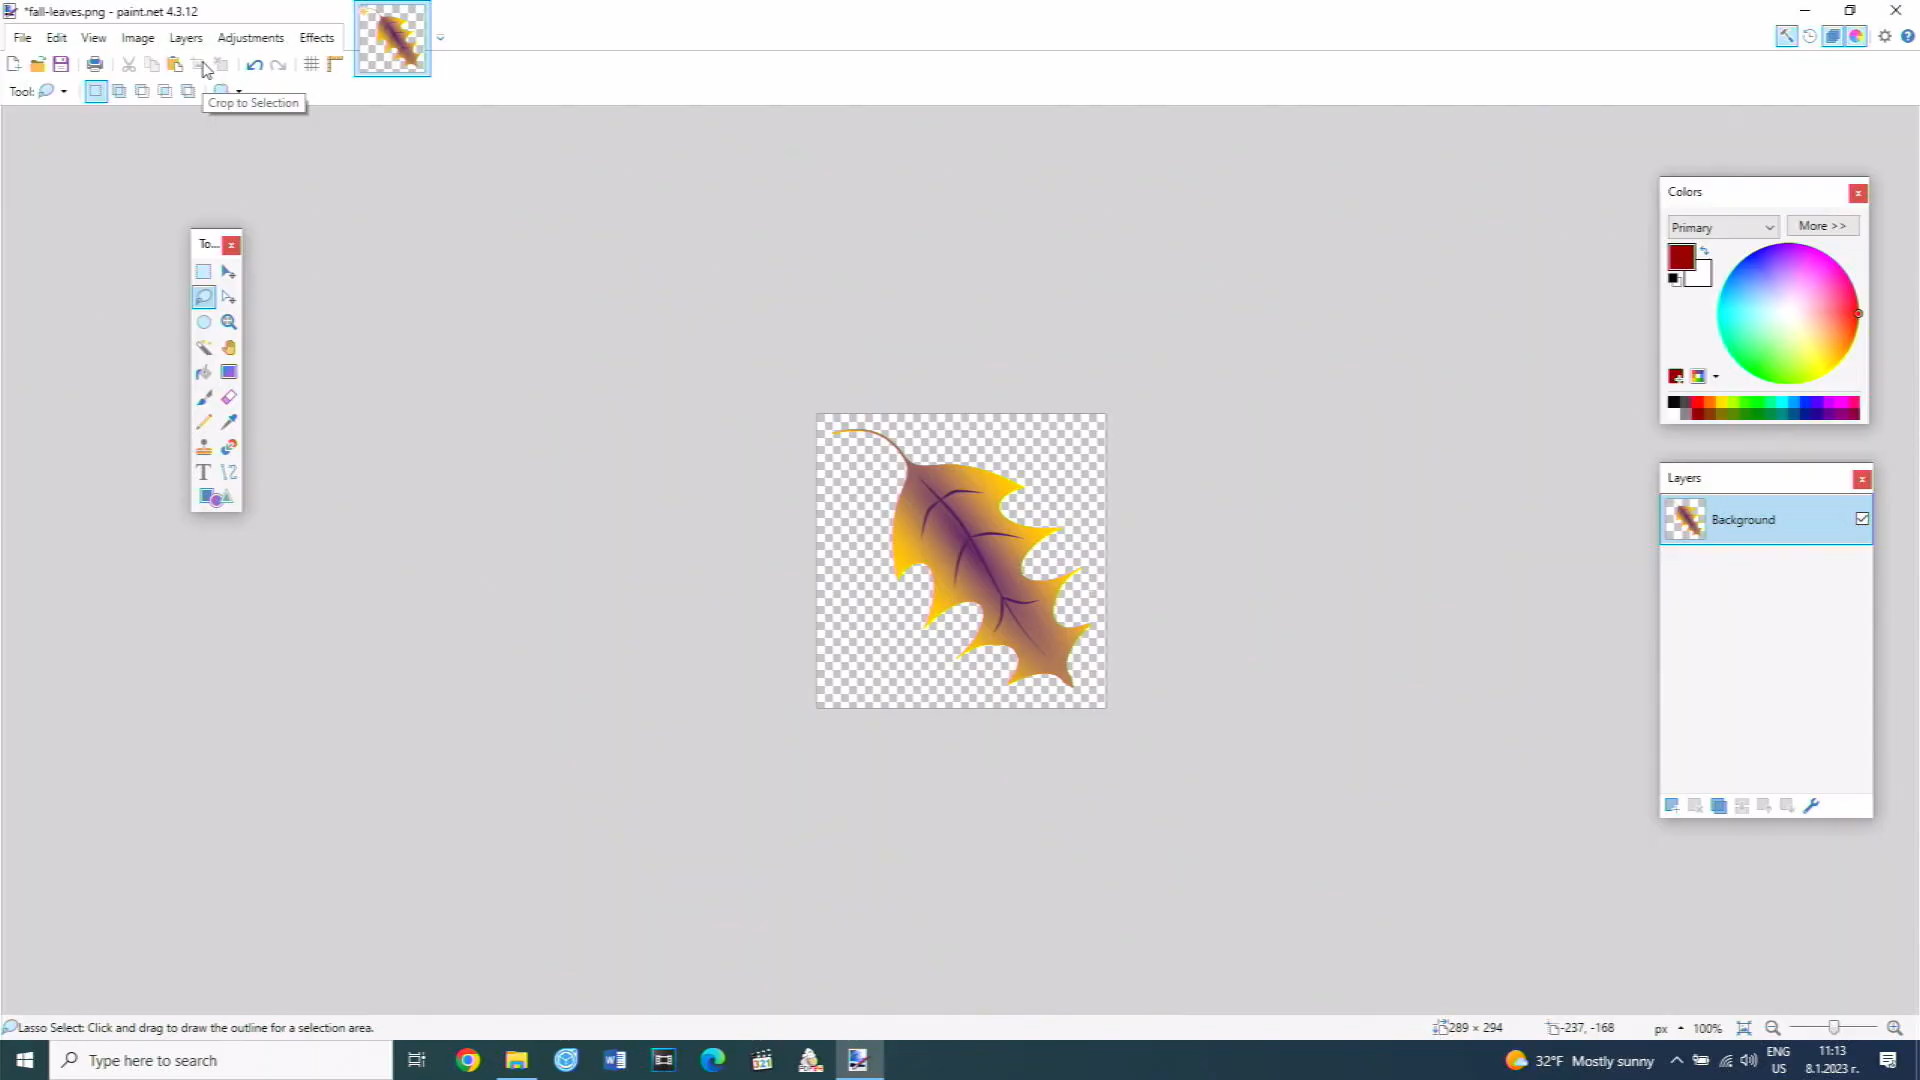 *fall-leaves.png - paint.net 4.3.12
File Edit View Image Layers Adjustments Effects
Tool:
Crop to Selection
To...
Colors
Primary
More >>
Layers
Background
T
Lasso Select: Click and drag to draw the outline for a selection area.
289 × 294
-237, -168
px
100%
Type here to search
321
32°F Mostly sunny
ENG
US
11:13
8.1.2023 г.